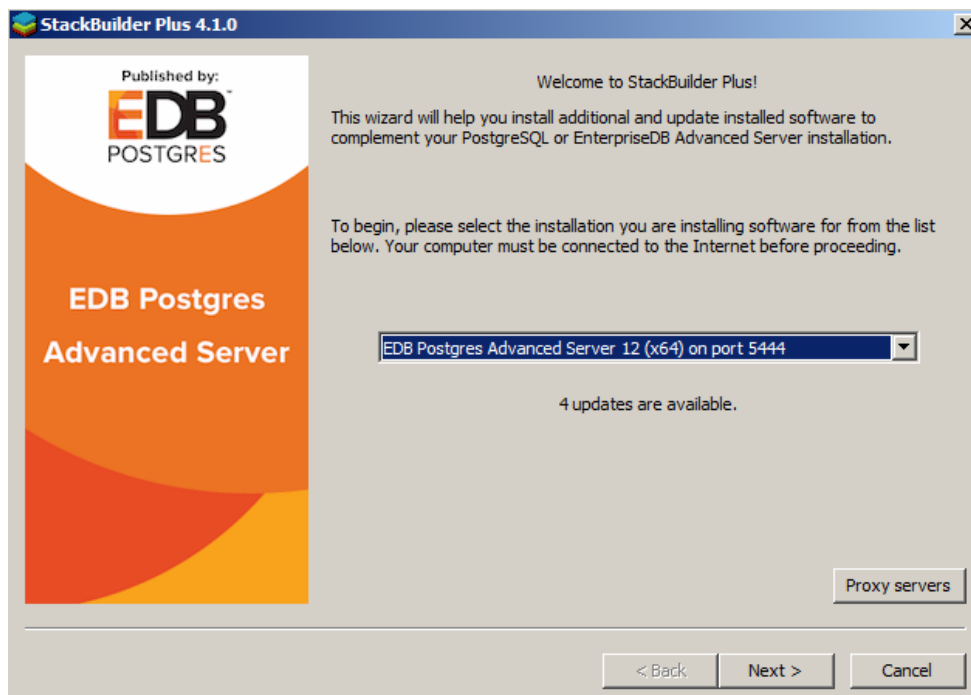 StackBuilder Plus 4.1.0
Published by:
EDB™
POSTGRES
EDB Postgres
Advanced Server
Welcome to StackBuilder Plus!
This wizard will help you install additional and update installed software to
complement your PostgreSQL or EnterpriseDB Advanced Server installation.
To begin, please select the installation you are installing software for from the list
below. Your computer must be connected to the Internet before proceeding.
EDB Postgres Advanced Server 12 (x64) on port 5444
4 updates are available.
Proxy servers
< Back
Next >
Cancel